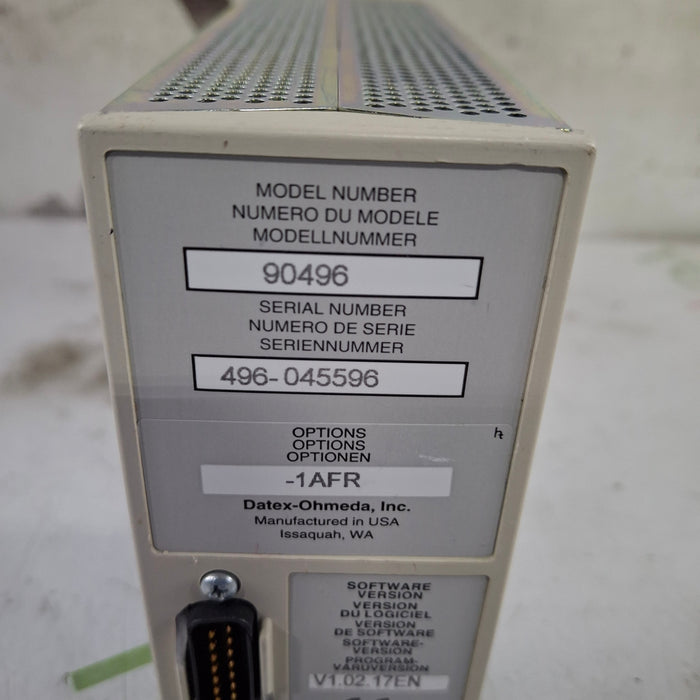 MODEL NUMBER
NUMERO DU MODELE
MODELLNUMMER
90496
SERIAL NUMBER
NUMERO DE SERIE
SERIENNUMMER
496-045596
OPTIONS
OPTIONS
OPTIONEN
-1AFR
Datex-Ohmeda, Inc.
Manufactured in USA
Issaquah, WA
SOFTWARE
VERSION
VERSION
DU LOGICIEL
VERSION
DE SOFTWARE
SOFTWARE-
VERSION
PROGRAM-
VARUVERSION
V1.02.17EN